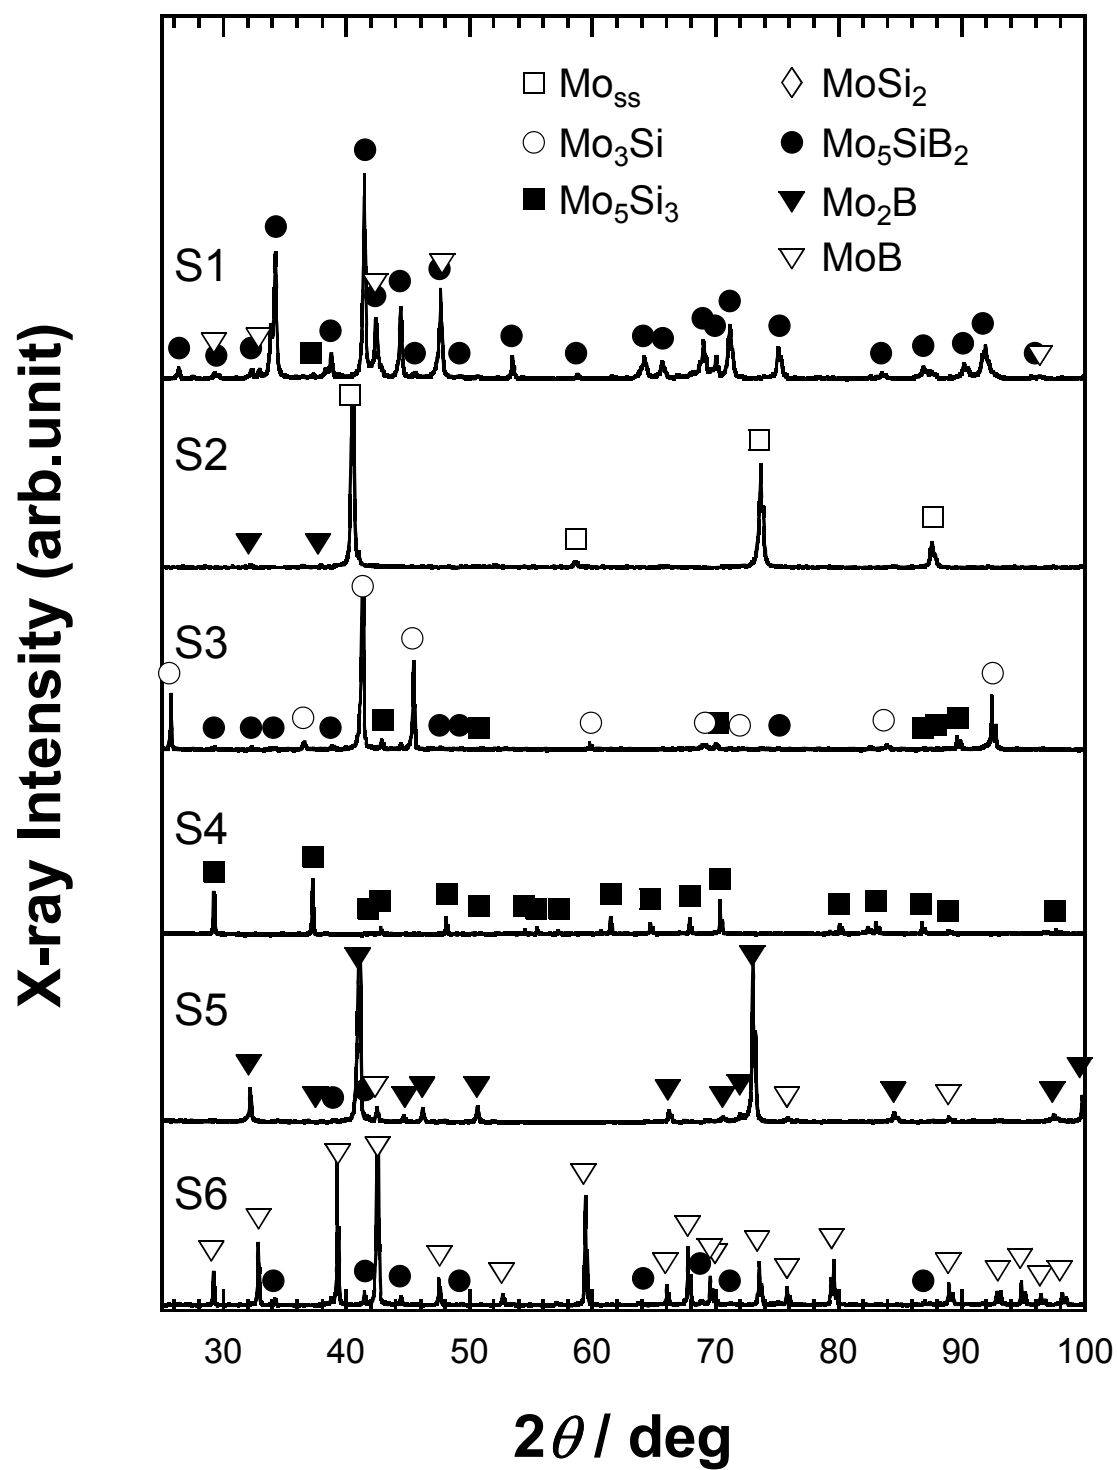 Mo_ss
MoSi_2
Mo_3Si
Mo_5SiB_2
Mo_5Si_3
Mo_2B
MoB
S1
S2
S3
S4
S5
S6
X-ray Intensity (arb.unit)
30 40 50 60 70 80 90 100
2θ / deg